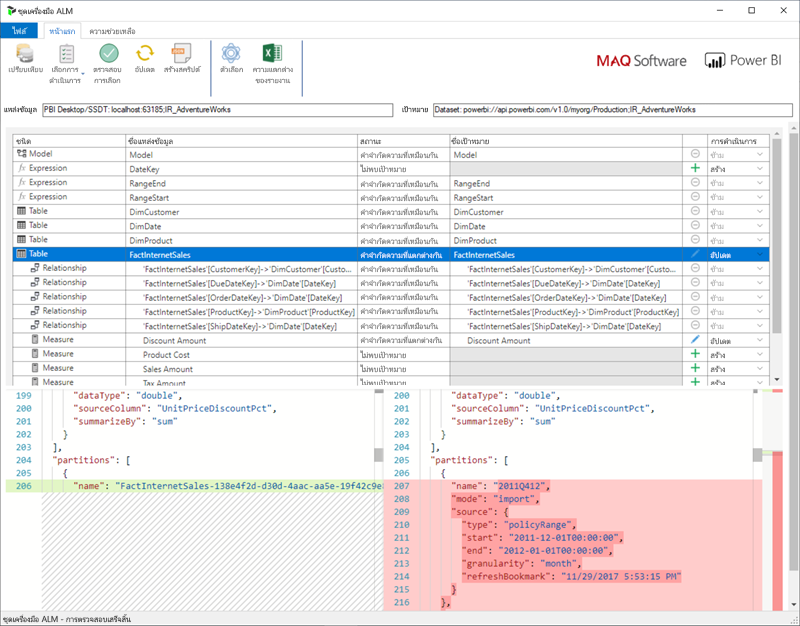 ชุดเครื่องมือ ALM
ไฟล์ หน้าแรก ความช่วยเหลือ
เปรียบเทียบ เลือกการดำเนินการ ตรวจสอบการเลือก อัปเดต สร้างสคริปต์ ตัวเลือก ความแตกต่างของรายงาน
MAQ Software Power BI
แหล่งข้อมูล PBI Desktop/SSDT: localhost:63185;IR_AdventureWorks เป้าหมาย Dataset: powerbi://api.powerbi.com/v1.0/myorg/Production;IR_AdventureWorks
ชนิด ชื่อแหล่งข้อมูล สถานะ ชื่อเป้าหมาย การดำเนินการ
Model Model คำจำกัดความที่เหมือนกัน Model ข้าม
Expression DateKey ไม่พบเป้าหมาย สร้าง
Expression RangeEnd คำจำกัดความที่เหมือนกัน RangeEnd ข้าม
Expression RangeStart คำจำกัดความที่เหมือนกัน RangeStart ข้าม
Table DimCustomer คำจำกัดความที่เหมือนกัน DimCustomer ข้าม
Table DimDate คำจำกัดความที่เหมือนกัน DimDate ข้าม
Table DimProduct คำจำกัดความที่เหมือนกัน DimProduct ข้าม
Table FactInternetSales คำจำกัดความที่แตกต่างกัน FactInternetSales อัปเดต
Relationship 'FactInternetSales'[CustomerKey]->'DimCustomer'[Custo... คำจำกัดความที่เหมือนกัน 'FactInternetSales'[CustomerKey]->'DimCustomer'[Custo... ข้าม
Relationship 'FactInternetSales'[DueDateKey]->'DimDate'[DateKey] คำจำกัดความที่เหมือนกัน 'FactInternetSales'[DueDateKey]->'DimDate'[DateKey] ข้าม
Relationship 'FactInternetSales'[OrderDateKey]->'DimDate'[DateKey] คำจำกัดความที่เหมือนกัน 'FactInternetSales'[OrderDateKey]->'DimDate'[DateKey] ข้าม
Relationship 'FactInternetSales'[ProductKey]->'DimProduct'[ProductKey] คำจำกัดความที่เหมือนกัน 'FactInternetSales'[ProductKey]->'DimProduct'[ProductKey] ข้าม
Relationship 'FactInternetSales'[ShipDateKey]->'DimDate'[DateKey] คำจำกัดความที่เหมือนกัน 'FactInternetSales'[ShipDateKey]->'DimDate'[DateKey] ข้าม
Measure Discount Amount คำจำกัดความที่แตกต่างกัน Discount Amount อัปเดต
Measure Product Cost ไม่พบเป้าหมาย สร้าง
Measure Sales Amount ไม่พบเป้าหมาย สร้าง
Measure Tax Amount ไม่พบเป้าหมาย สร้าง
199 "dataType": "double",
200 "sourceColumn": "UnitPriceDiscountPct",
201 "summarizeBy": "sum"
202 }
203 ],
204 "partitions": [
205 {
206 "name": "FactInternetSales-138e4f2d-d30d-4aac-aa5e-19f42c9e
200 "dataType": "double",
201 "sourceColumn": "UnitPriceDiscountPct",
202 "summarizeBy": "sum"
203 }
204 ],
205 "partitions": [
206 {
207 "name": "2011Q412",
208 "mode": "import",
209 "source": {
210 "type": "policyRange",
211 "start": "2011-12-01T00:00:00",
212 "end": "2012-01-01T00:00:00",
213 "granularity": "month",
214 "refreshBookmark": "11/29/2017 5:53:15 PM"
215 }
216 },
ชุดเครื่องมือ ALM - การตรวจสอบเสร็จสิ้น